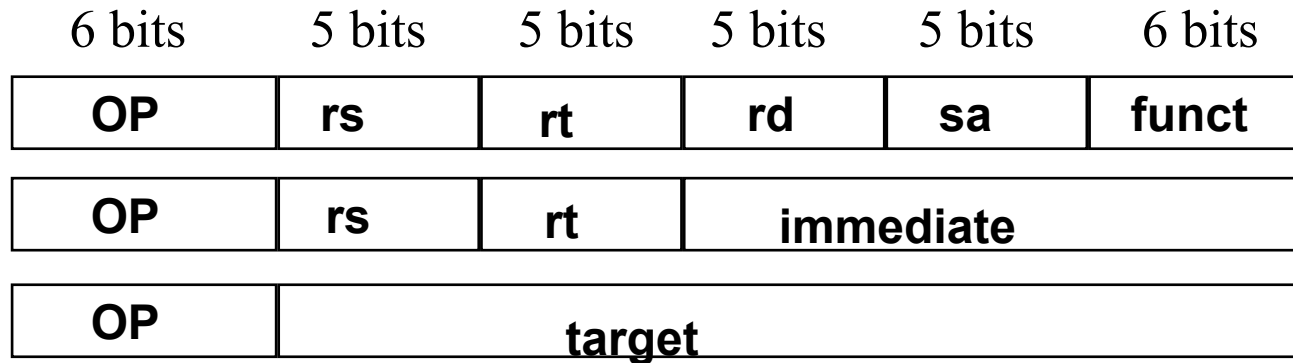 6 bits 5 bits 5 bits 5 bits 5 bits 6 bits
OP rs rt rd sa funct
OP rs rt immediate
OP target